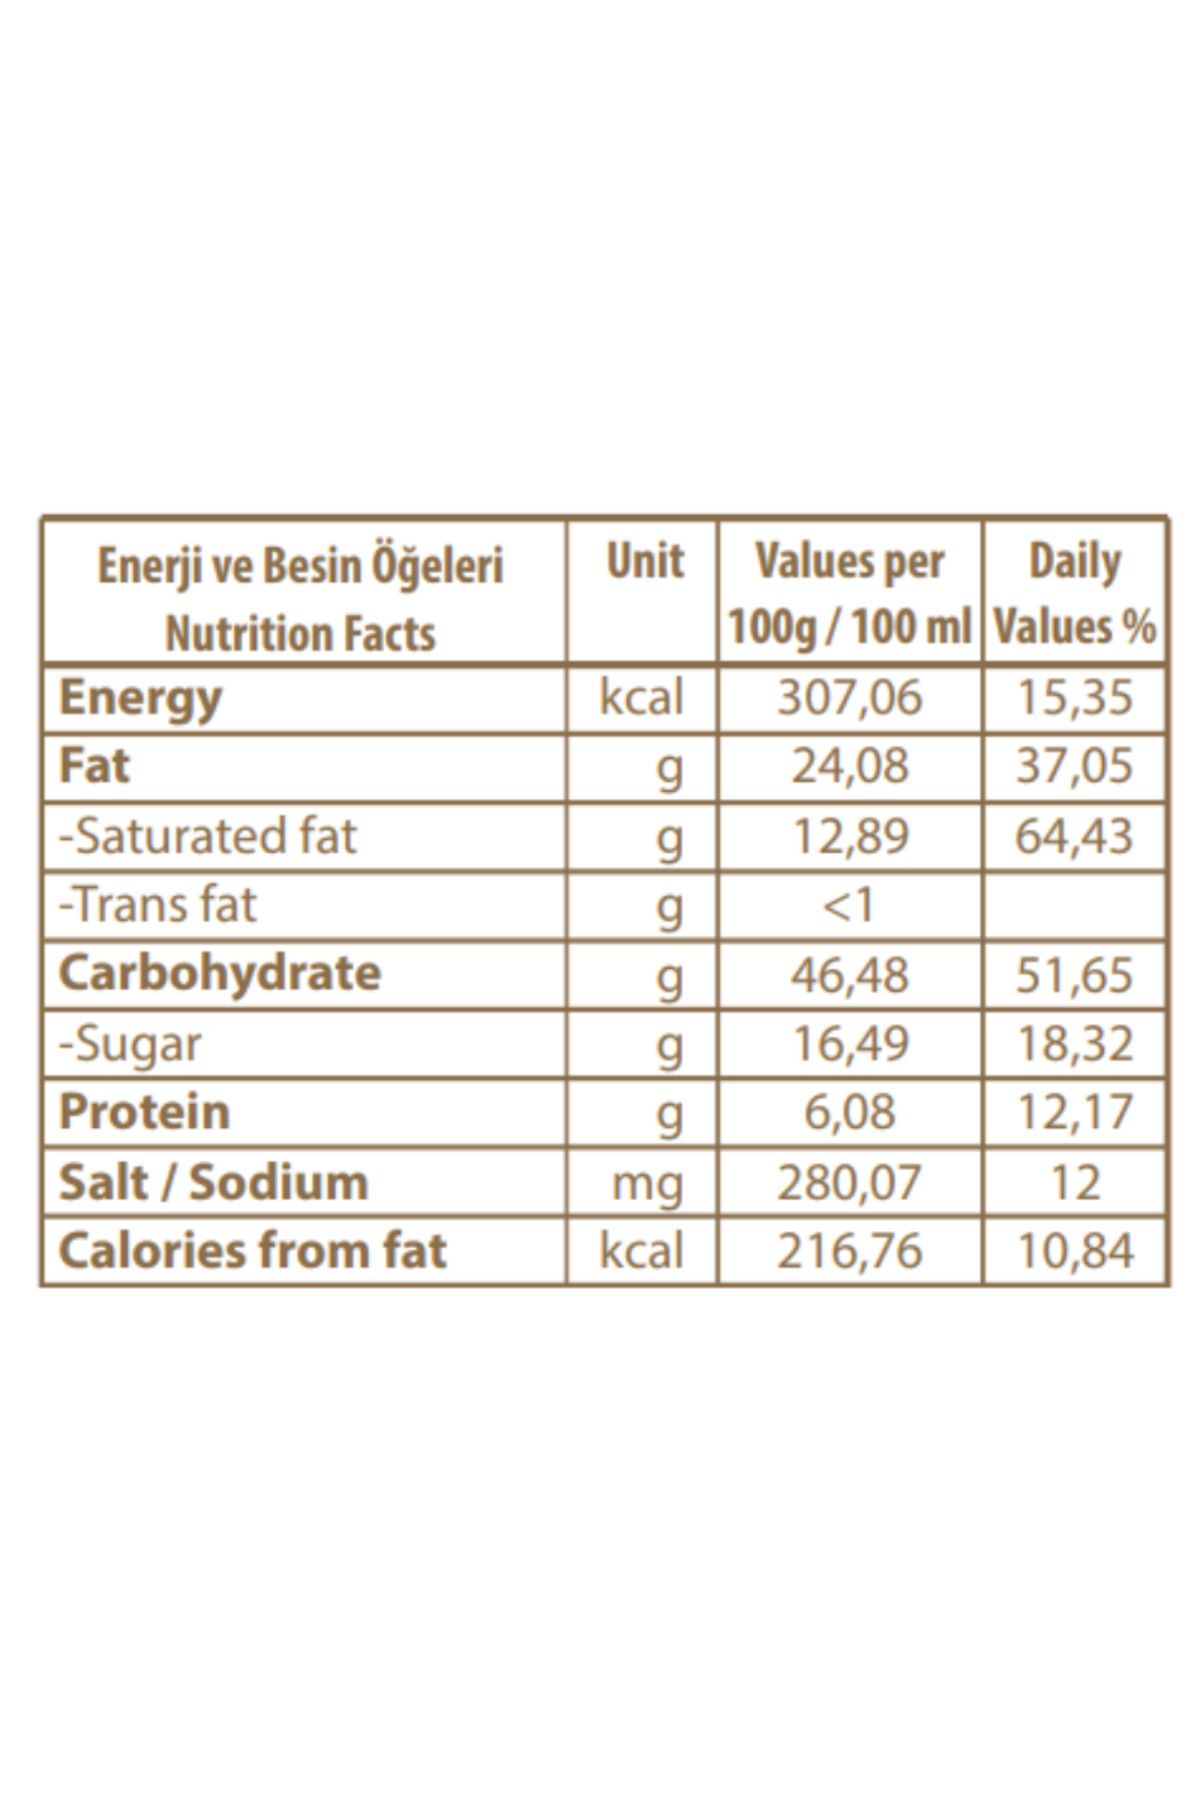 Enerji ve Besin Öğeleri
Nutrition Facts
Unit
Values per
100g / 100 ml
Daily
Values %
Energy kcal 307,06 15,35
Fat g 24,08 37,05
-Saturated fat g 12,89 64,43
-Trans fat g <1
Carbohydrate g 46,48 51,65
-Sugar g 16,49 18,32
Protein g 6,08 12,17
Salt / Sodium mg 280,07 12
Calories from fat kcal 216,76 10,84